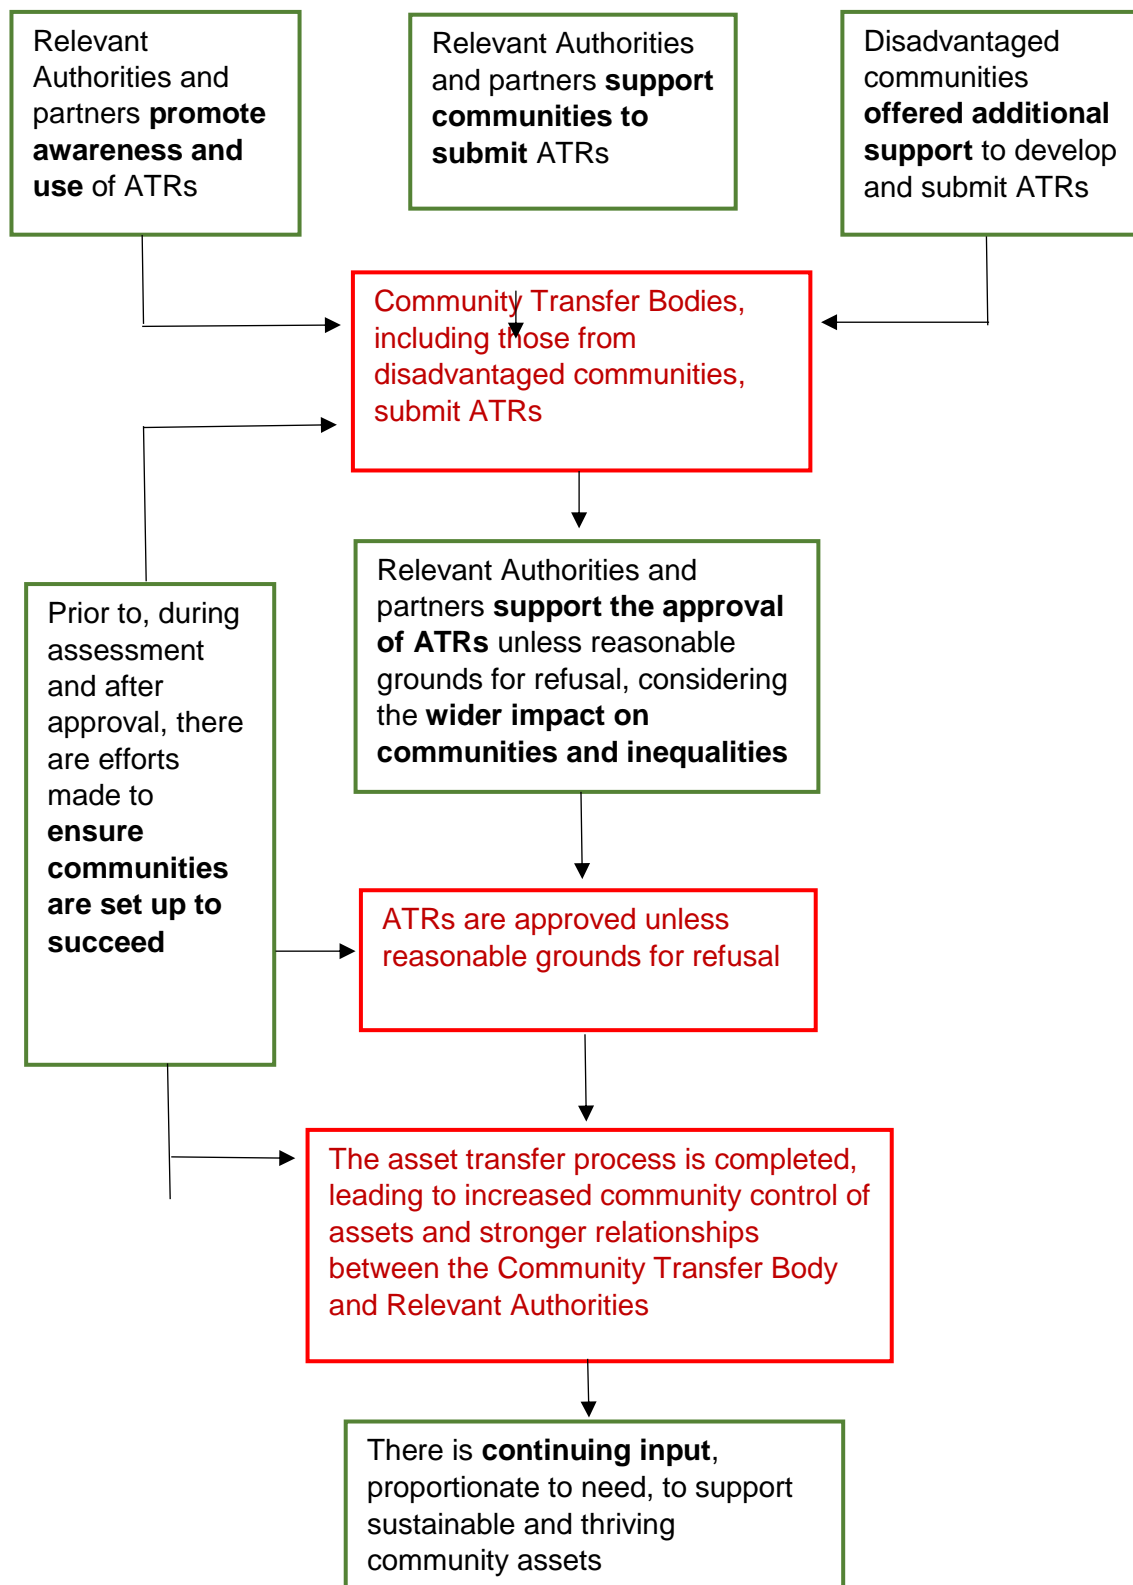 Relevant
Authorities and
partners promote
awareness and
use of ATRs
Relevant Authorities
and partners support
communities to
submit ATRs
Disadvantaged
communities
offered additional
support to develop
and submit ATRs
Community Transfer Bodies,
including those from
disadvantaged communities,
submit ATRs
Relevant Authorities and
partners support the approval
of ATRs unless reasonable
grounds for refusal, considering
the wider impact on
communities and inequalities
Prior to, during
assessment
and after
approval, there
are efforts
made to
ensure
communities
are set up to
succeed
ATRs are approved unless
reasonable grounds for refusal
The asset transfer process is completed,
leading to increased community control of
assets and stronger relationships
between the Community Transfer Body
and Relevant Authorities
There is continuing input,
proportionate to need, to support
sustainable and thriving
community assets